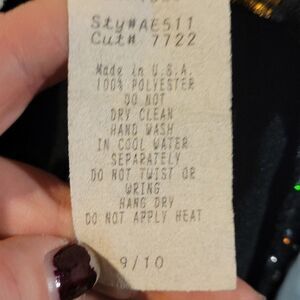 Sty#AE511
Cut# 7722
Made in U.S.A.
100% POLYESTER
DO NOT
DRY CLEAN
HAND WASH
IN COOL WATER
SEPARATELY
DO NOT TWIST OR
WRING
HANG DRY
DO NOT APPLY HEAT
9/10